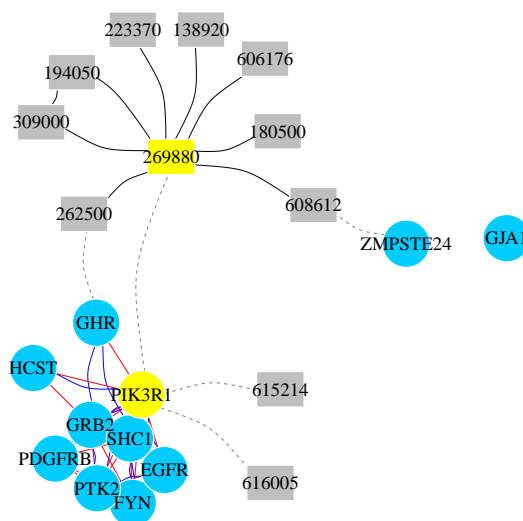 223370
138920
194050
606176
309000
180500
269880
262500
608612
ZMPSTE24
GJA1
GHR
HCST
PIK3R1
615214
GRB2
SHC1
PDGFRB
EGFR
PTK2
616005
FYN